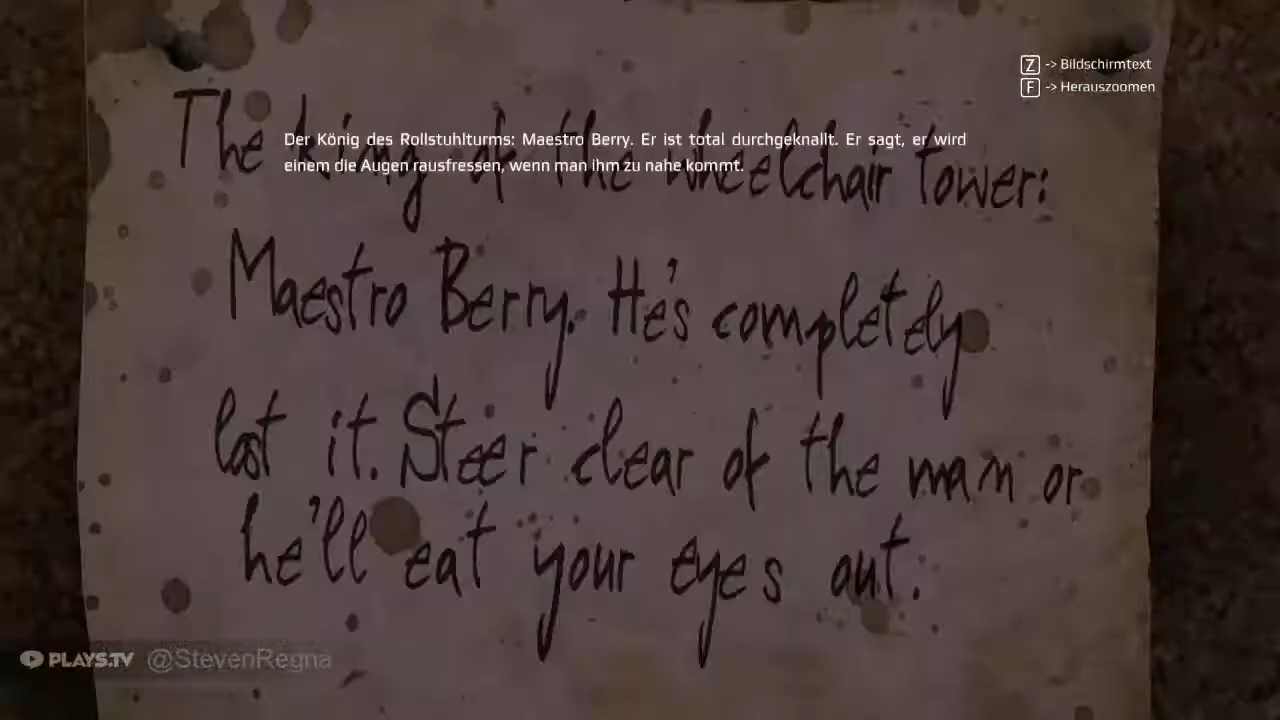 Z -> Bildschirmtext
F -> Herauszoomen
Der König des Rollstuhlturms: Maestro Berry. Er ist total durchgeknallt. Er sagt, er wird
einem die Augen rausfressen, wenn man ihm zu nahe kommt.
The king of the wheelchair tower:
Maestro Berry. He's completely
lost it. Steer clear of the man or
he'll eat your eyes out.
PLAYS.TV @StevenRegna